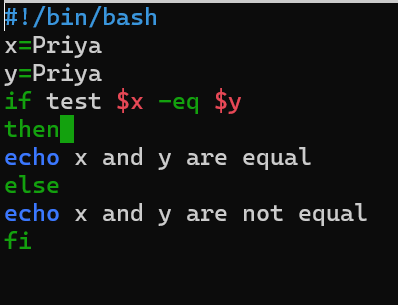 #!/bin/bash
x=Priya
y=Priya
if test $x -eq $y
then
echo x and y are equal
else
echo x and y are not equal
fi